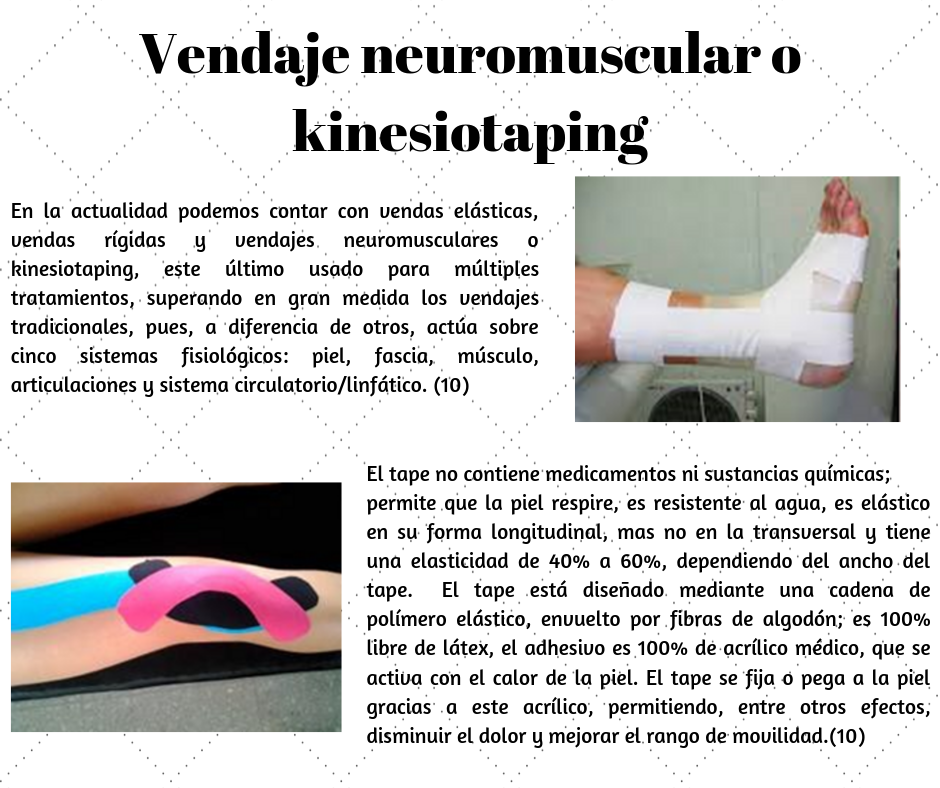 Vendaje neuromuscular o
kinesiotaping
En la actualidad podemos contar con vendas elásticas,
vendas rígidas y vendajes neuromusculares o
kinesiotaping, este último usado para múltiples
tratamientos, superando en gran medida los vendajes
tradicionales, pues, a diferencia de otros, actúa sobre
cinco sistemas fisiológicos: piel, fascia, músculo,
articulaciones y sistema circulatorio/linfático. (10)
El tape no contiene medicamentos ni sustancias químicas;
permite que la piel respire, es resistente al agua, es elástico
en su forma longitudinal, mas no en la transversal y tiene
una elasticidad de 40% a 60%, dependiendo del ancho del
tape. El tape está diseñado mediante una cadena de
polímero elástico, envuelto por fibras de algodón; es 100%
libre de látex, el adhesivo es 100% de acrílico médico, que se
activa con el calor de la piel. El tape se fija o pega a la piel
gracias a este acrílico, permitiendo, entre otros efectos,
disminuir el dolor y mejorar el rango de movilidad.(10)